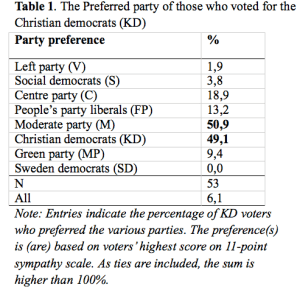 Table 1. The Preferred party of those who voted for the
Christian democrats (KD)
Party preference %
Left party (V) 1,9
Social democrats (S) 3,8
Centre party (C) 18,9
People's party liberals (FP) 13,2
Moderate party (M) 50,9
Christian democrats (KD) 49,1
Green party (MP) 9,4
Sweden democrats (SD) 0,0
N 53
All 6,1
Note: Entries indicate the percentage of KD voters
who preferred the various parties. The preference(s)
is (are) based on voters' highest score on 11-point
sympathy scale. As ties are included, the sum is
higher than 100%.